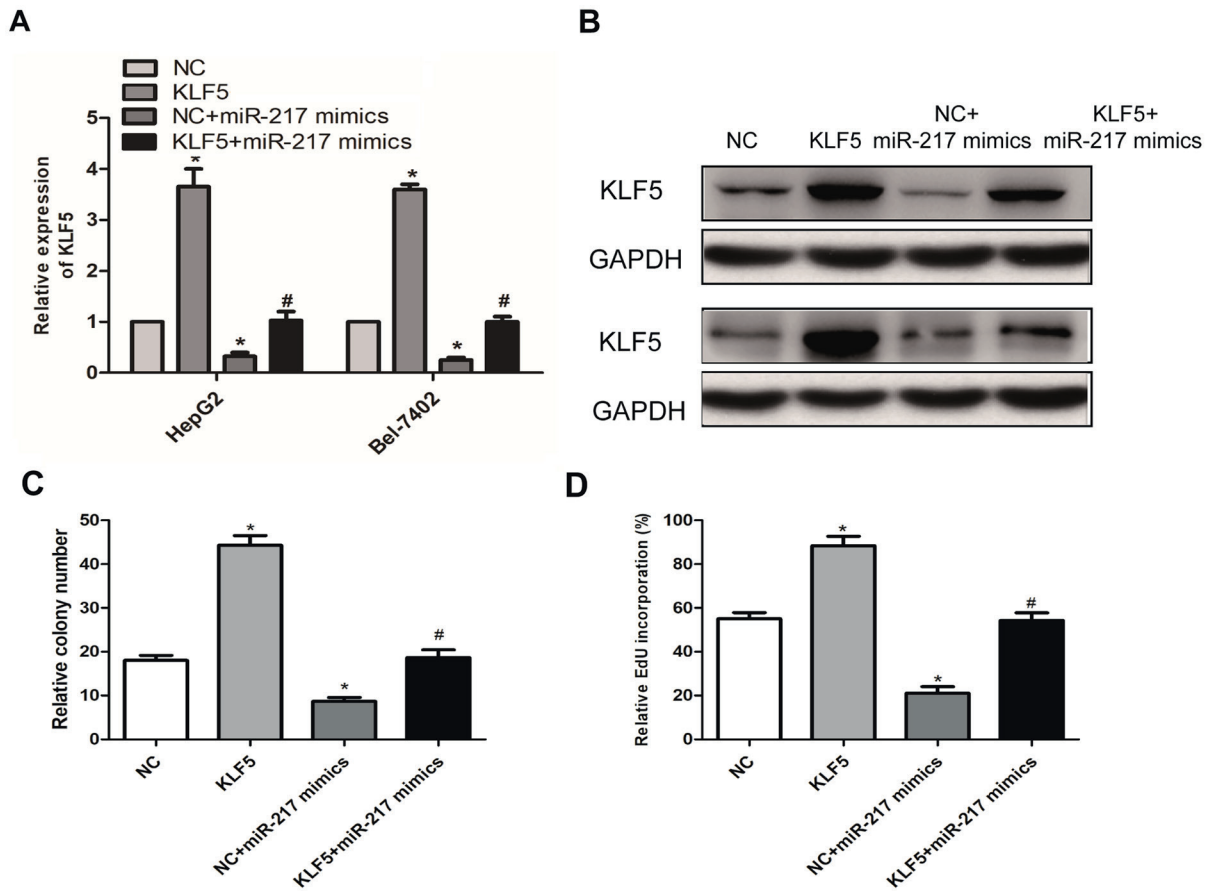 A
NC
KLF5
NC+miR-217 mimics
KLF5+miR-217 mimics
5
4
3
2
1
0
Relative expression
of KLF5
* * # * * #
HepG2
Bel-7402
B
NC KLF5 NC+ miR-217 mimics KLF5+ miR-217 mimics
KLF5
GAPDH
KLF5
GAPDH
C
50
40
30
20
10
0
Relative colony number
* * #
NC
KLF5
NC+miR-217 mimics
KLF5+miR-217 mimics
D
100
80
60
40
20
0
Relative EdU incorporation (%)
* * #
NC
KLF5
NC+miR-217 mimics
KLF5+miR-217 mimics